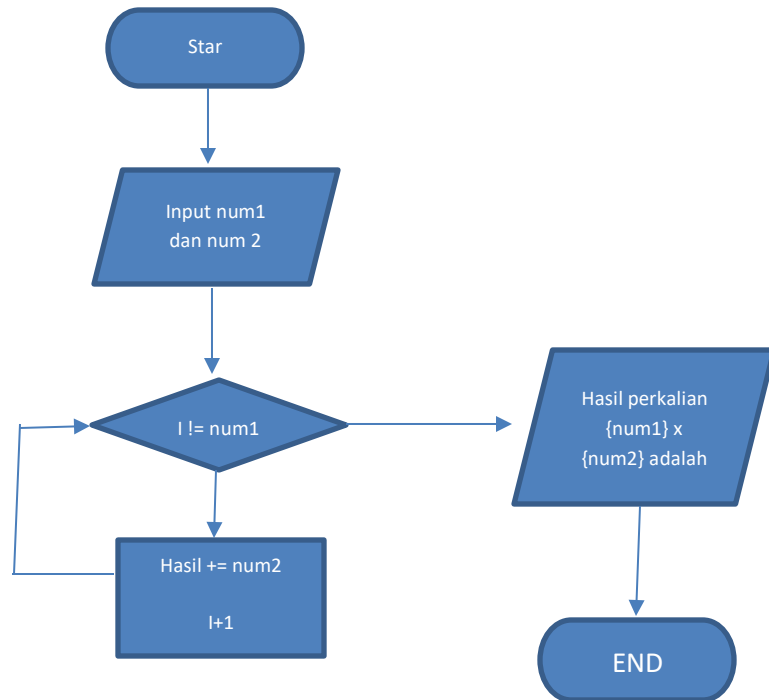 Star
Input num1
dan num 2
I != num1
Hasil += num2
I+1
Hasil perkalian
{num1} x
{num2} adalah
END